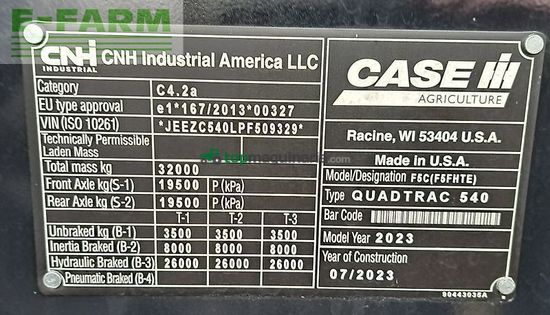 E-FARM
CNH INDUSTRIAL CNH Industrial America LLC
Category C4.2a
EU type approval e1*167/2013*00327
VIN (ISO 10261) *JEEZC540LPF509329*
Technically Permissible
Laden Mass
Total mass kg 32000
Front Axle kg(S-1) 19500 P (kPa)
Rear Axle kg(S-2) 19500 P (kPa)
T-1 T-2 T-3
Unbraked kg (B-1) 3500 3500 3500
Inertia Braked (B-2) 8000 8000 8000
Hydraulic Braked (B-3) 26000 26000 26000
Pneumatic Braked (B-4)
CASE IH
AGRICULTURE
Racine, WI 53404 U.S.A.
Made in U.S.A.
Model/Designation F5C(F5FHTE)
Type QUADTRAC 540
Bar Code
Model Year 2023
Year of Construction
07/2023
90443035A